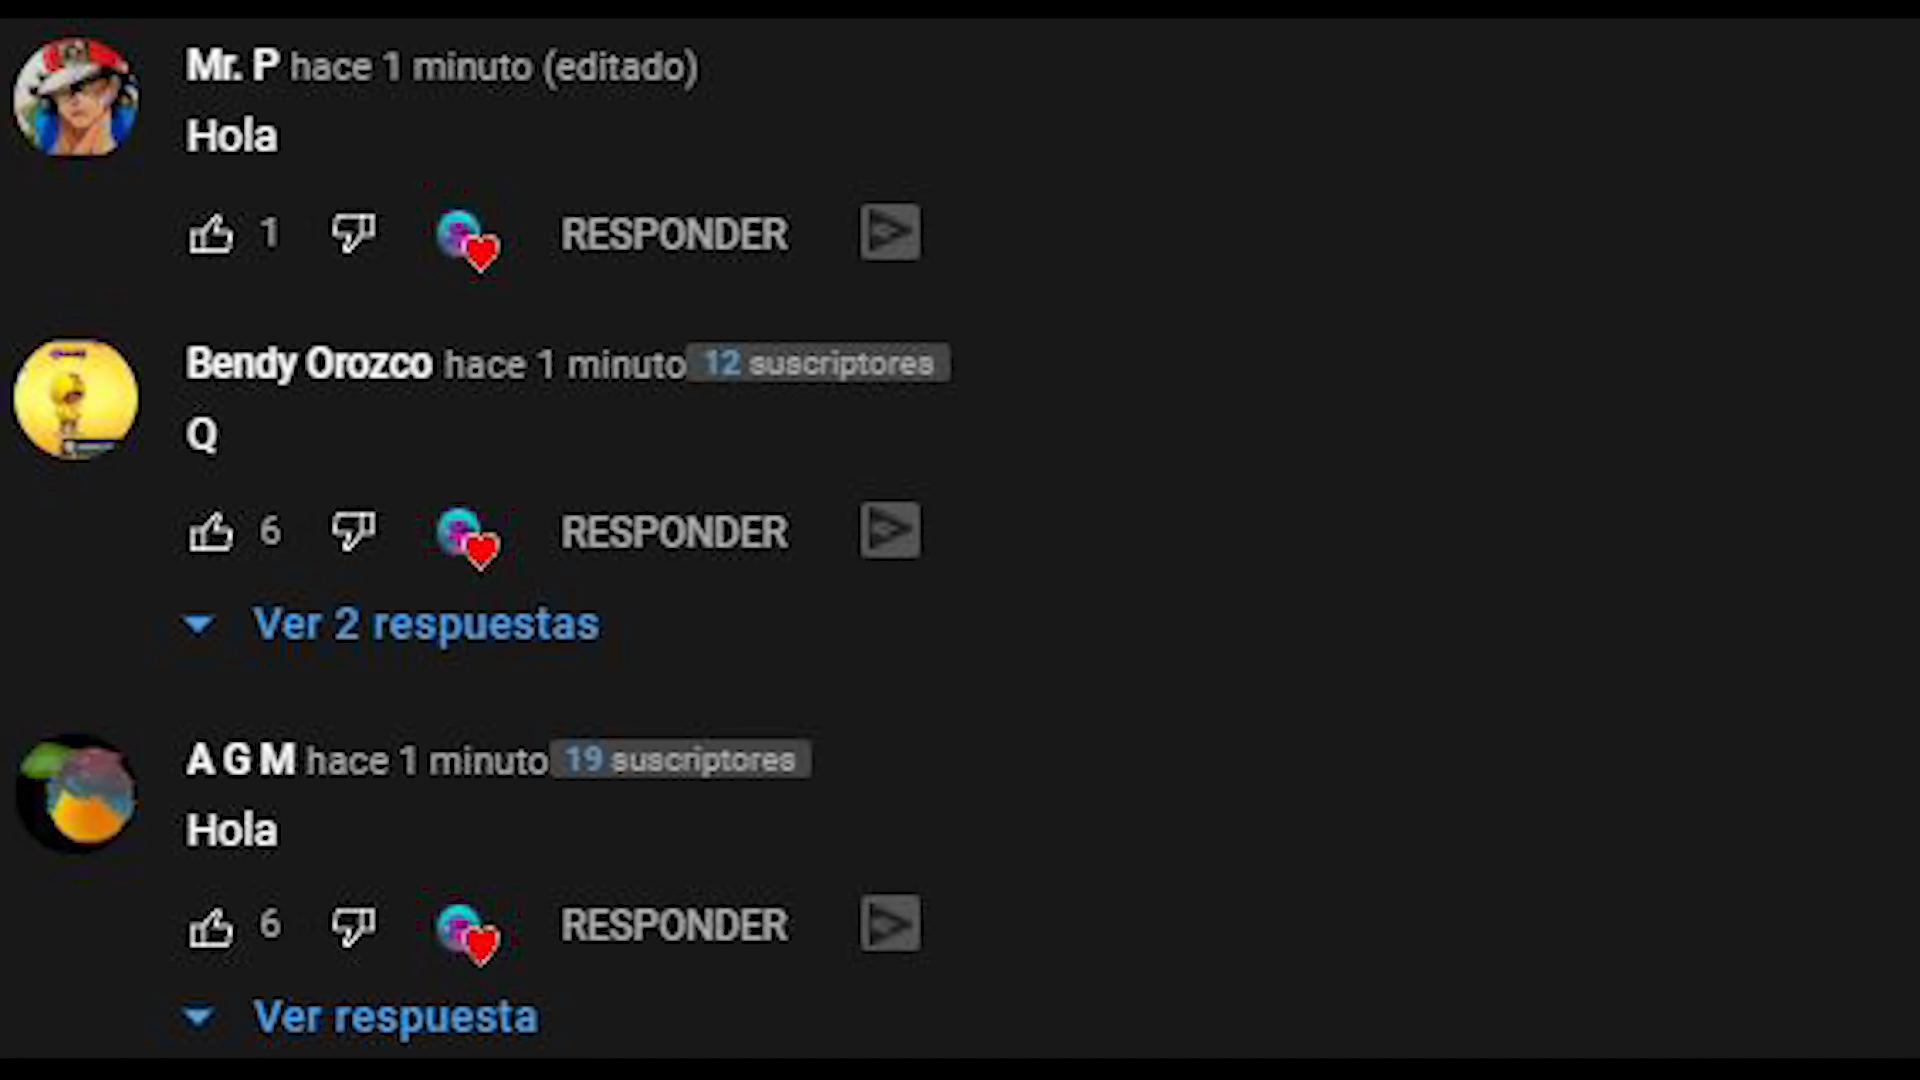 Mr. P hace 1 minuto (editado)
Hola
1 RESPONDER
Bendy Orozco hace 1 minuto 12 suscriptores
Q
6 RESPONDER
Ver 2 respuestas
A G M hace 1 minuto 19 suscriptores
Hola
6 RESPONDER
Ver respuesta